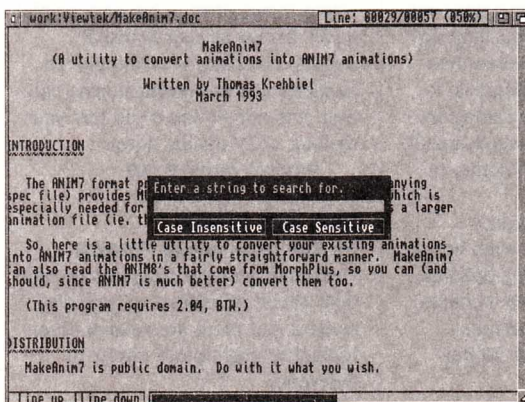 work:Viewtek/MakeAnim7.doc Line: 00029/00057 (050%)
MakeAnim7
(A utility to convert animations into ANIM7 animations)
Written by Thomas Krehbiel
March 1993
INTRODUCTION
The ANIM7 format anying
spec file) provides hich is
especially needed for s a larger
animation file (ie. th
Enter a string to search for.
Case Insensitive Case Sensitive
So, here is a little utility to convert your existing animations
into ANIM7 animations in a fairly straightforward manner. MakeAnim7
can also read the ANIM8's that come from MorphPlus, so you can (and
should, since ANIM7 is much better) convert them too.
(This program requires 2.04, BTW.)
DISTRIBUTION
MakeAnim7 is public domain. Do with it what you wish.
line up line down